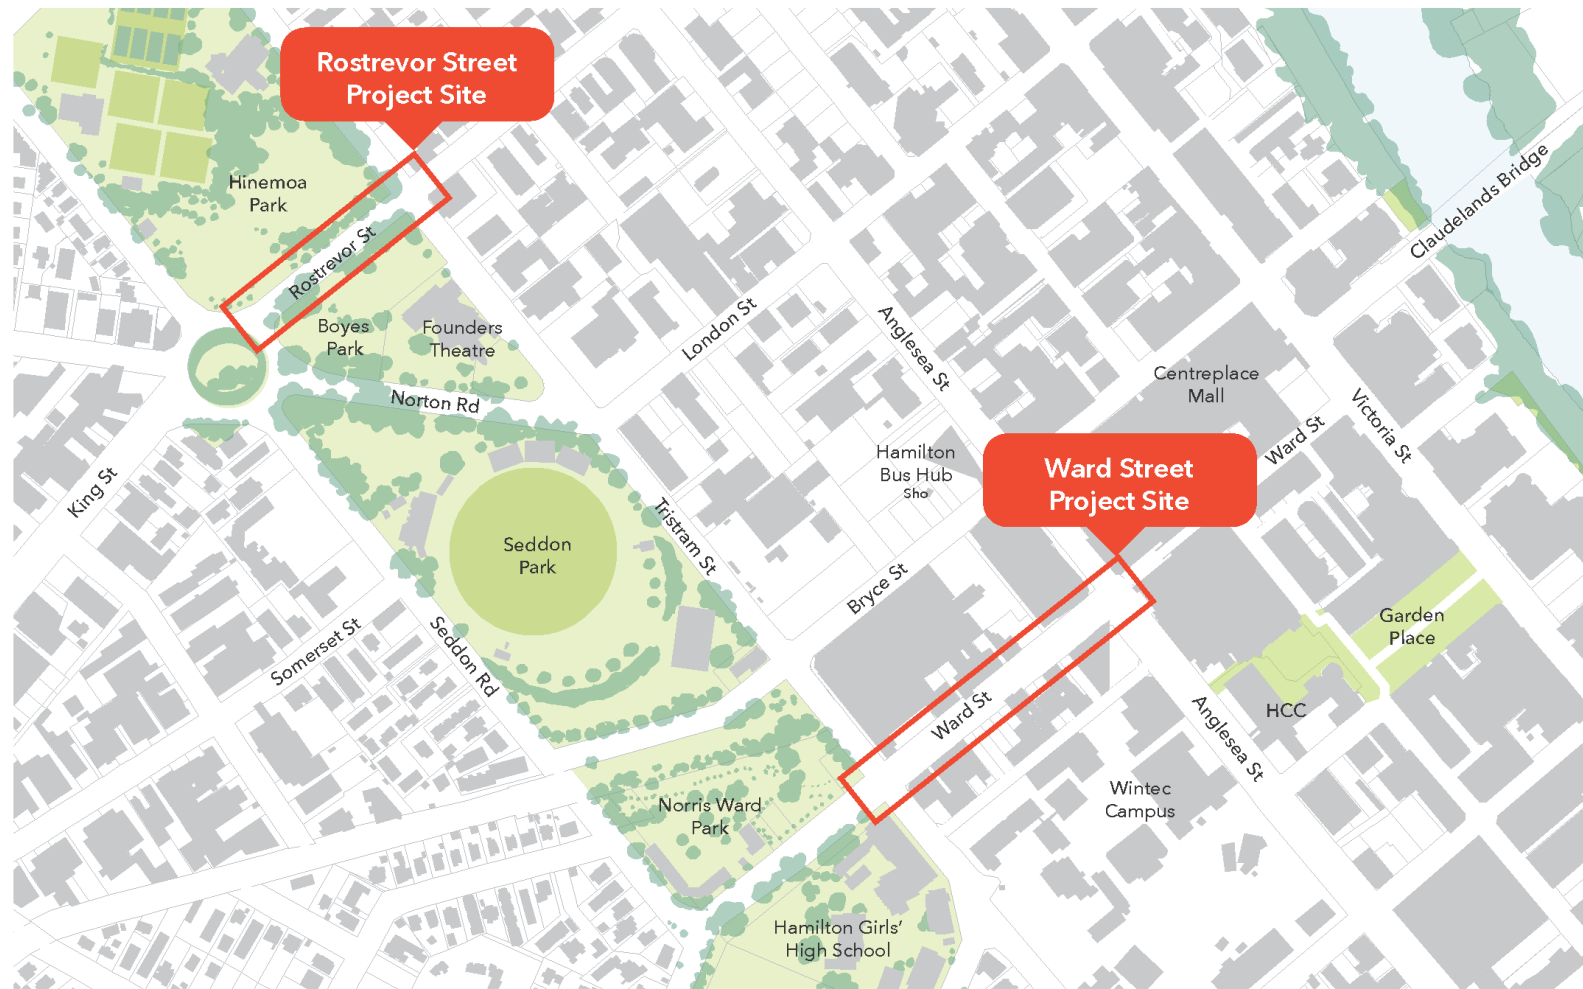 Rostrevor Street
Project Site
Hinemoa
Park
Rostrevor St
Boyes
Park
Founders
Theatre
Norton Rd
London St
Anglesea St
Claudelands Bridge
Centreplace
Mall
Victoria St
Ward St
Hamilton
Bus Hub
Sho
Ward Street
Project Site
King St
Seddon
Park
Tristram St
Bryce St
Somerset St
Seddon Rd
Garden
Place
Ward St
HCC
Anglesea St
Norris Ward
Park
Wintec
Campus
Hamilton Girls’
High School